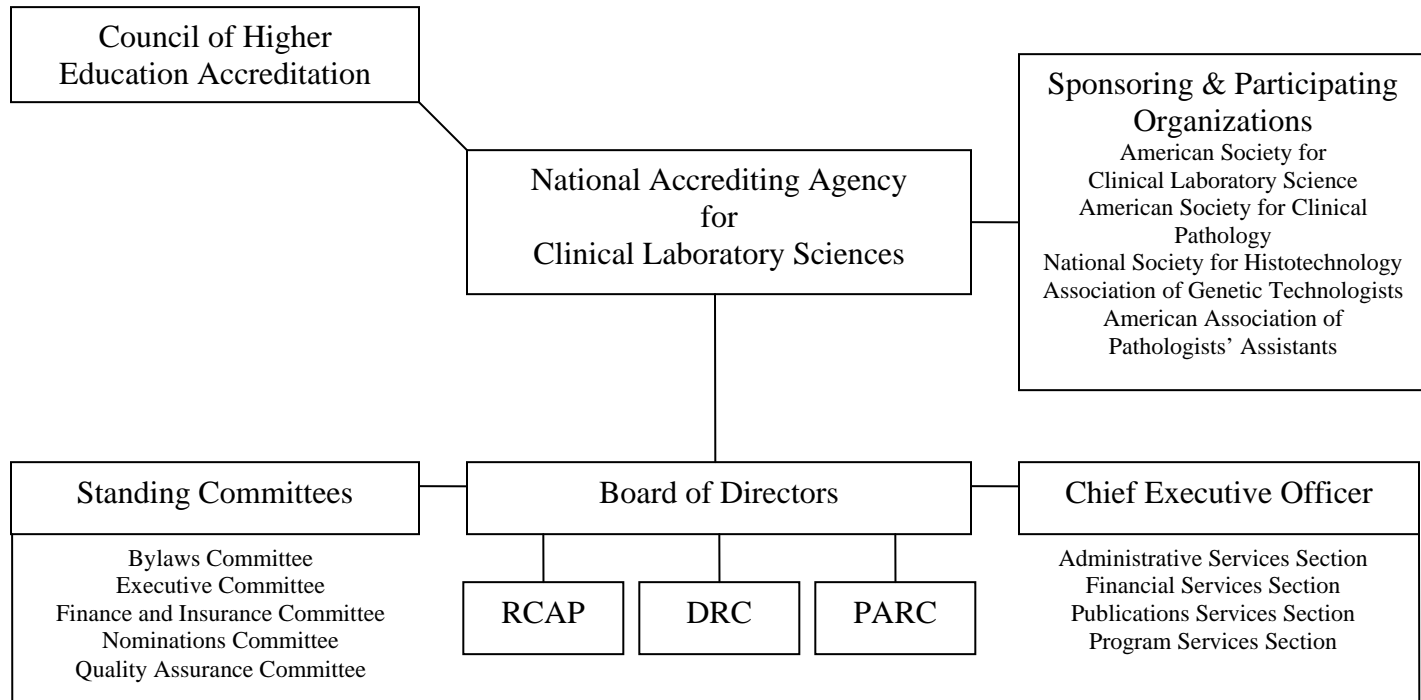 Council of Higher
Education Accreditation
Sponsoring & Participating
Organizations
American Society for
Clinical Laboratory Science
American Society for Clinical
Pathology
National Society for Histotechnology
Association of Genetic Technologists
American Association of
Pathologists’ Assistants
National Accrediting Agency
for
Clinical Laboratory Sciences
Standing Committees
Bylaws Committee
Executive Committee
Finance and Insurance Committee
Nominations Committee
Quality Assurance Committee
Board of Directors
RCAP
DRC
PARC
Chief Executive Officer
Administrative Services Section
Financial Services Section
Publications Services Section
Program Services Section